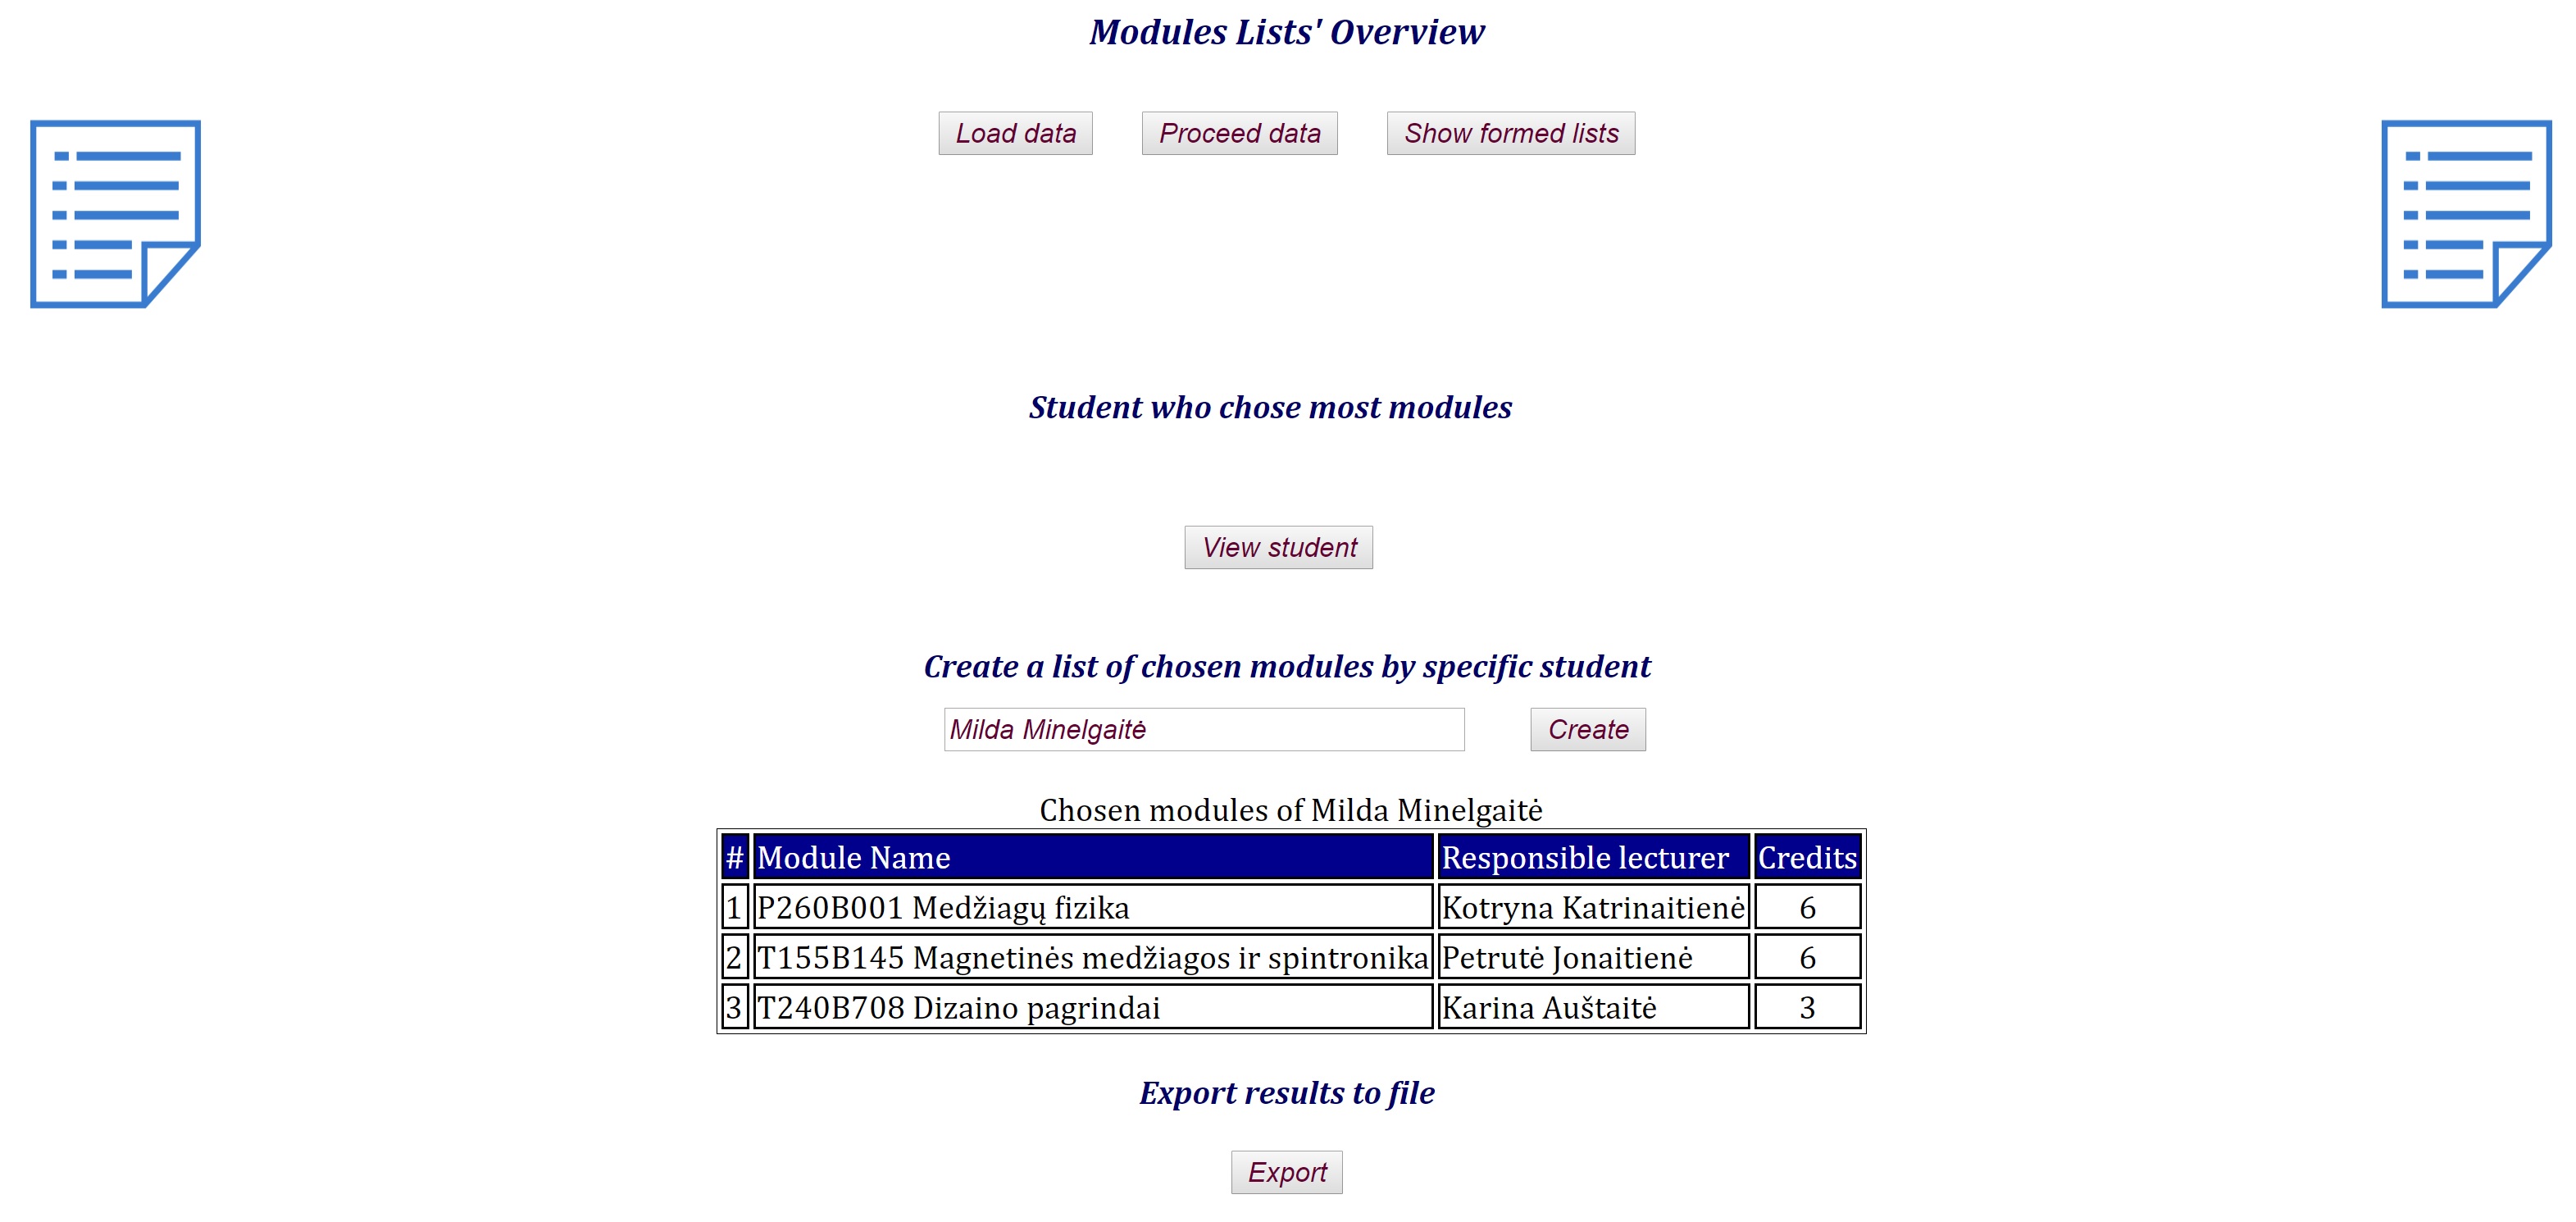 Modules Lists' Overview
Load data Proceed data Show formed lists
Student who chose most modules
View student
Create a list of chosen modules by specific student
Milda Minelgaitė Create
Chosen modules of Milda Minelgaitė
# Module Name Responsible lecturer Credits
1 P260B001 Medžiagų fizika Kotryna Katrinaitienė 6
2 T155B145 Magnetinės medžiagos ir spintronika Petrutė Jonaitienė 6
3 T240B708 Dizaino pagrindai Karina Auštaitė 3
Export results to file
Export